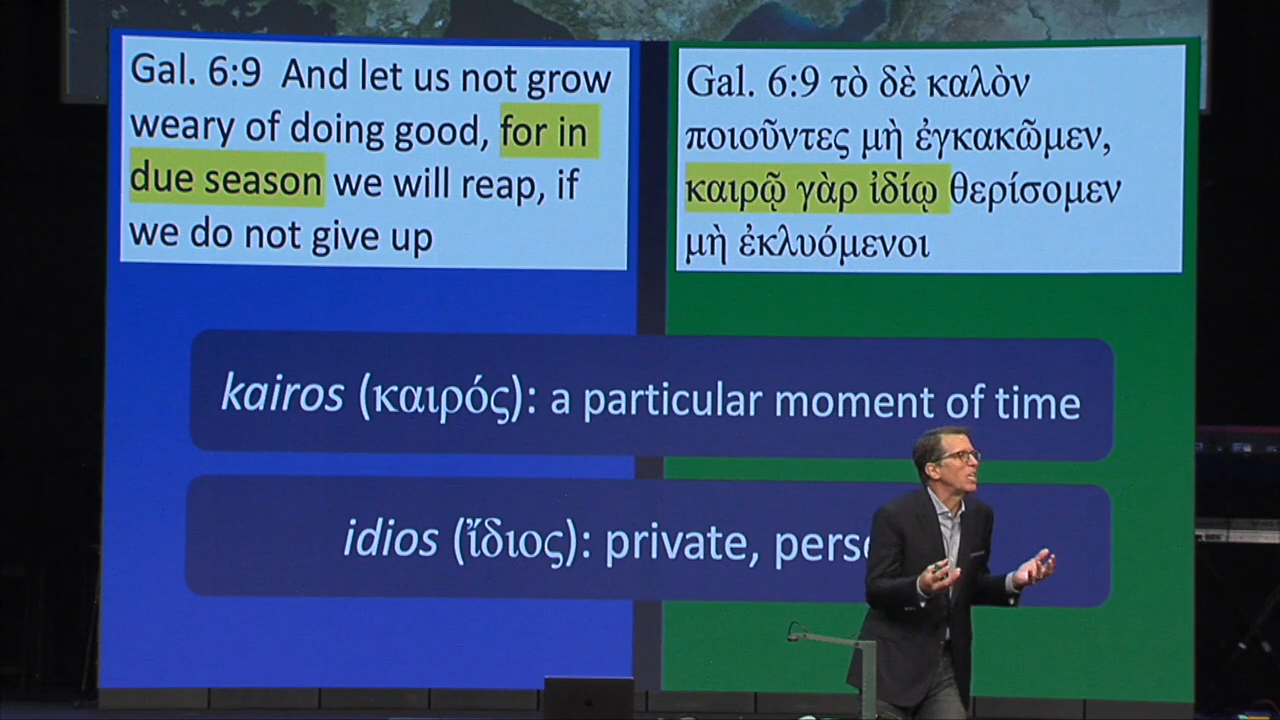 Gal. 6:9 And let us not grow
weary of doing good, for in
due season we will reap, if
we do not give up
Gal. 6:9 τὸ δὲ καλὸν
ποιοῦντες μὴ ἐγκακῶμεν,
καιρῷ γὰρ ἰδίῳ θερίσομεν
μὴ ἐκλυόμενοι
kairos (καιρός): a particular moment of time
idios (ἴδιος): private,